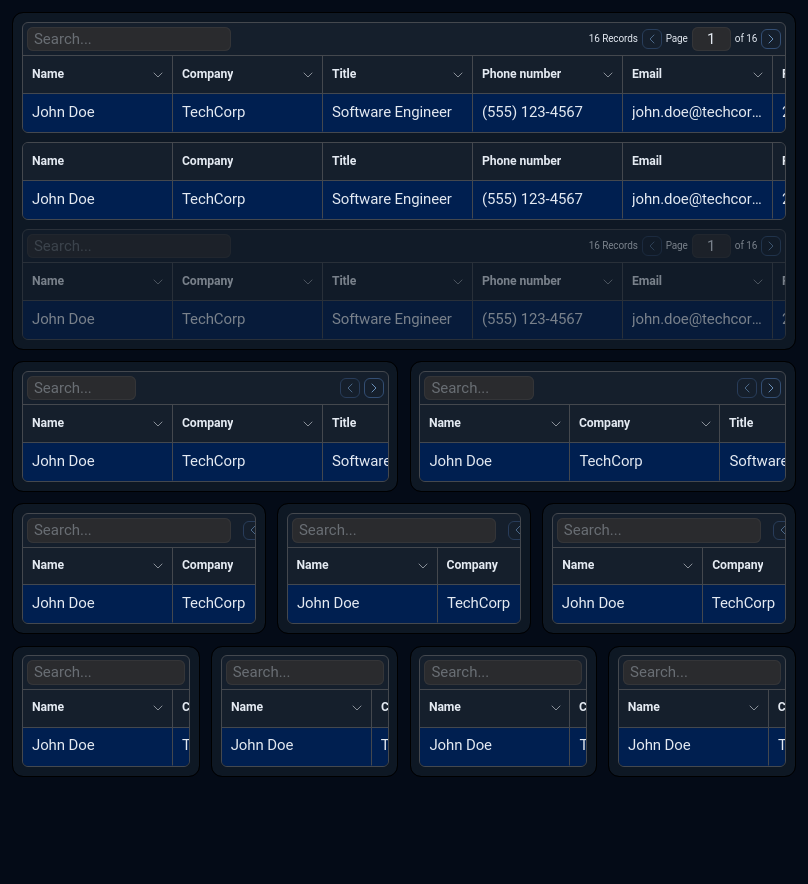 Search... 16 Records Page 1 of 16
Name Company Title Phone number Email
John Doe TechCorp Software Engineer (555) 123-4567 john.doe@techcor...
Name Company Title Phone number Email
John Doe TechCorp Software Engineer (555) 123-4567 john.doe@techcor...
Search... 16 Records Page 1 of 16
Name Company Title Phone number Email
John Doe TechCorp Software Engineer (555) 123-4567 john.doe@techcor...
Search... Search...
Name Company Title Name Company Title
John Doe TechCorp Software John Doe TechCorp Software
Search... Search... Search...
Name Company Name Company Name Company
John Doe TechCorp John Doe TechCorp John Doe TechCorp
Search... Search... Search... Search...
Name C Name C Name C Name C
John Doe T John Doe T John Doe T John Doe T